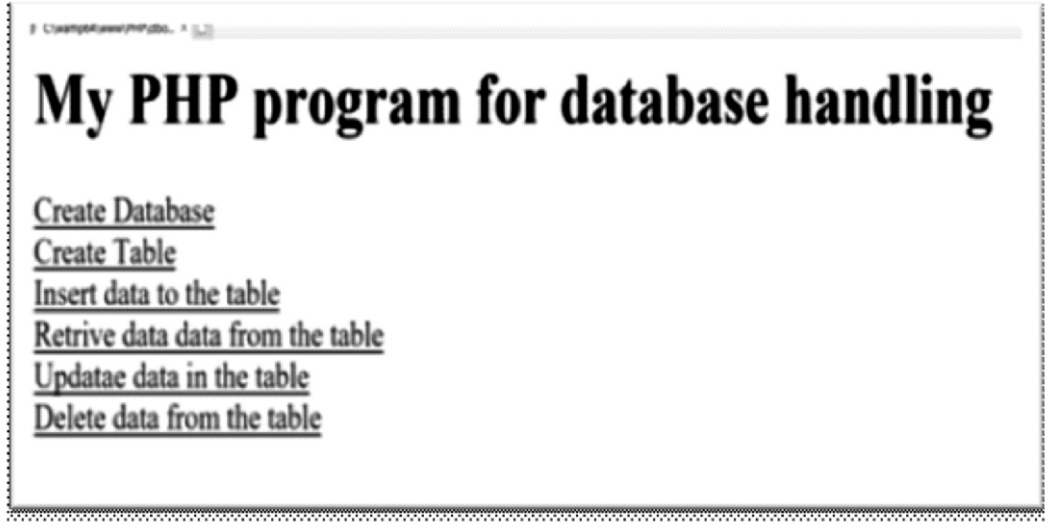 My PHP program for database handling
Create Database
Create Table
Insert data to the table
Retrive data data from the table
Updatae data in the table
Delete data from the table